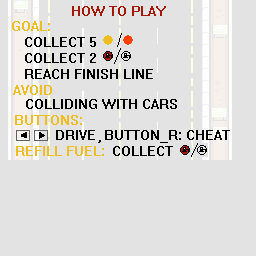 HOW TO PLAY
GOAL:
COLLECT 5 /
COLLECT 2 /
REACH FINISH LINE
AVOID
COLLIDING WITH CARS
BUTTONS:
DRIVE, BUTTON_R: CHEAT
REFILL FUEL: COLLECT /